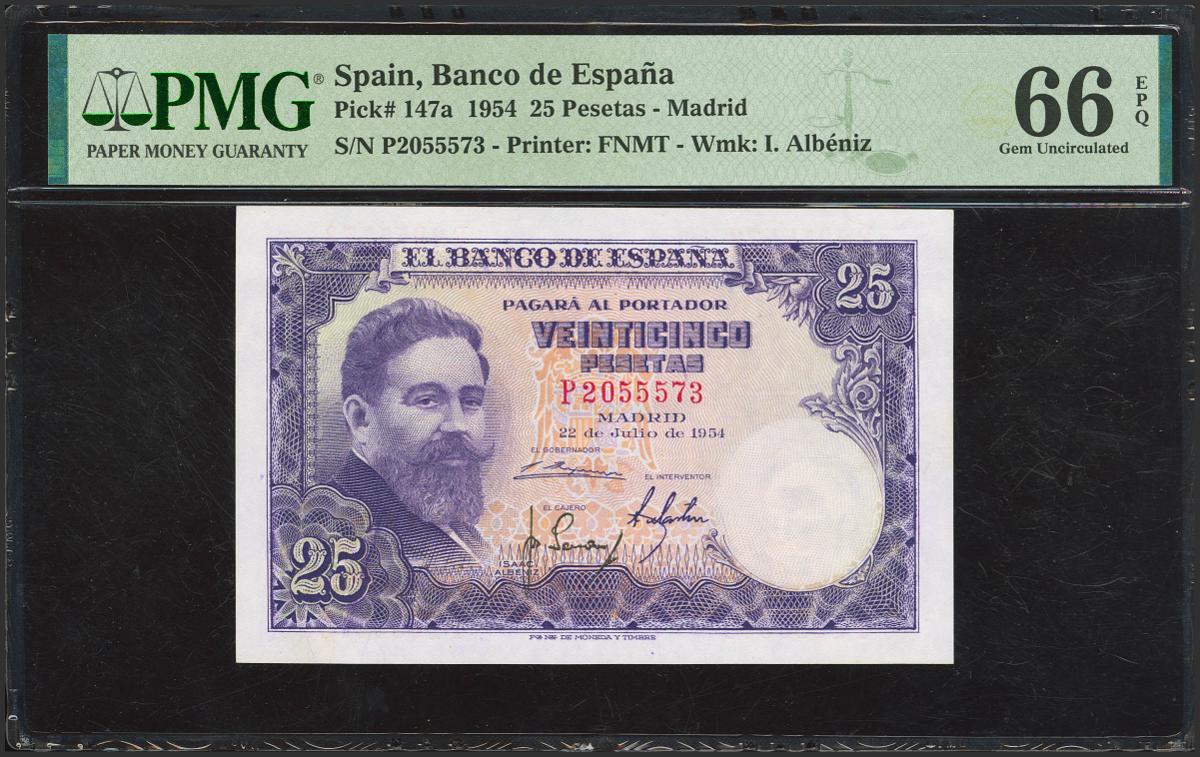 PMG®
PAPER MONEY GUARANTY
Spain, Banco de España
Pick# 147a 1954 25 Pesetas - Madrid
S/N P2055573 - Printer: FNMT - Wmk: I. Albéniz
66
EPQ
Gem Uncirculated
EL BANCO DE ESPAÑA
25
PAGARÁ AL PORTADOR
VEINTICINCO
PESETAS
P2055573
MADRID
22 de Julio de 1954
EL GOBERNADOR
EL INTERVENTOR
EL CAJERO
ISAAC
ALBENIZ
25
DE MONEDA Y TIMBRE